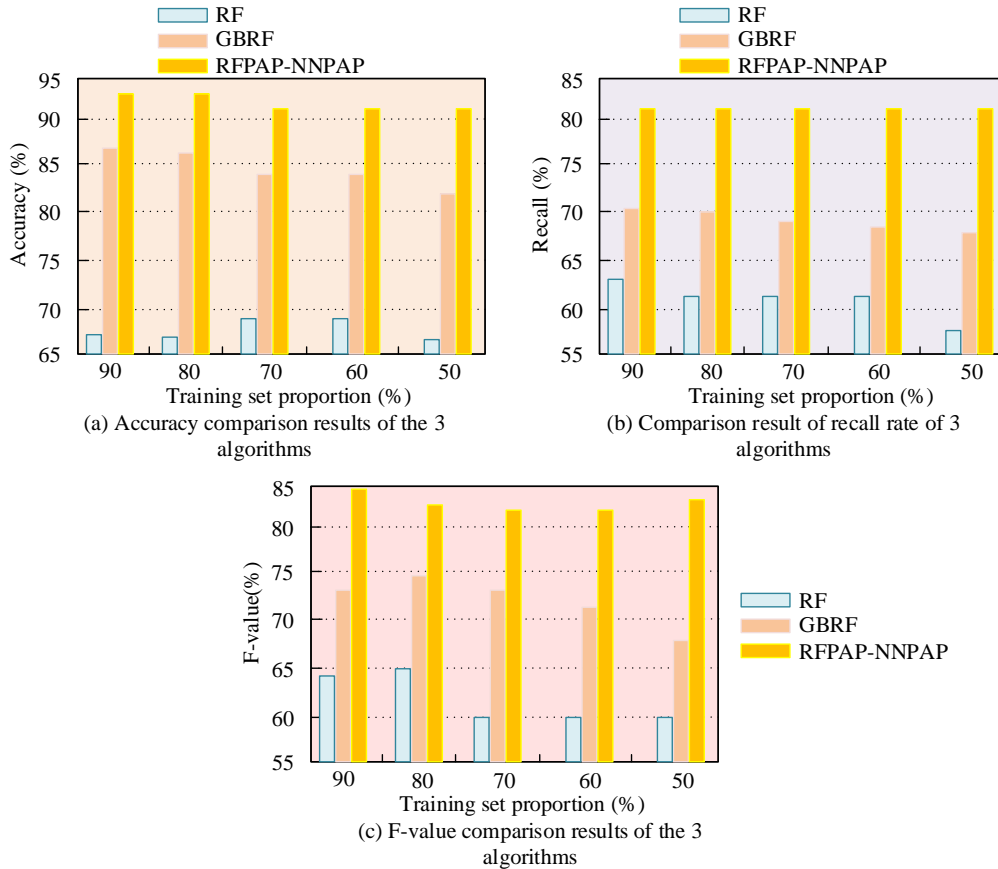 RF
GBRF
RFPAP-NNPAP
95
90
85
80
70
65
Accuracy (%)
90 80 70 60 50
Training set proportion (%)
(a) Accuracy comparison results of the 3
algorithms
RF
GBRF
RFPAP-NNPAP
85
80
75
70
65
60
55
Recall (%)
90 80 70 60 50
Training set proportion (%)
(b) Comparison result of recall rate of 3
algorithms
85
80
75
70
65
60
55
F-value(%)
90 80 70 60 50
Training set proportion (%)
(c) F-value comparison results of the 3
algorithms
RF
GBRF
RFPAP-NNPAP